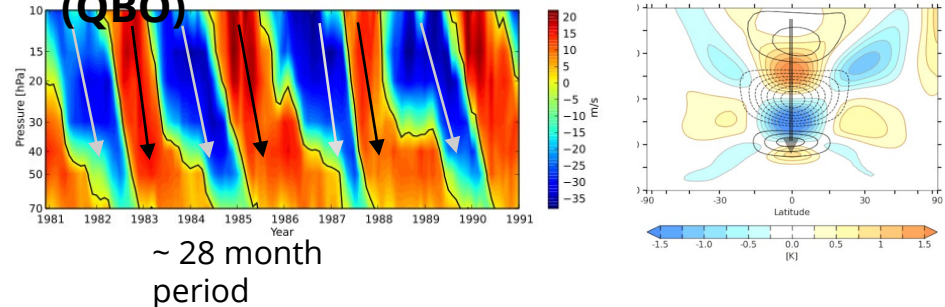 (QBO)
10
15
20
30
40
50
70
Pressure [hPa]
1981 1982 1983 1984 1985 1986 1987 1988 1989 1990 1991
Year
20
15
10
5
0
−5
−10
−15
−20
−25
−30
−35
m/s
~ 28 month
period
-90 -30 0 30 90
Latitude
-1.5 -1.0 -0.5 0.0 0.5 1 1.5
[K]